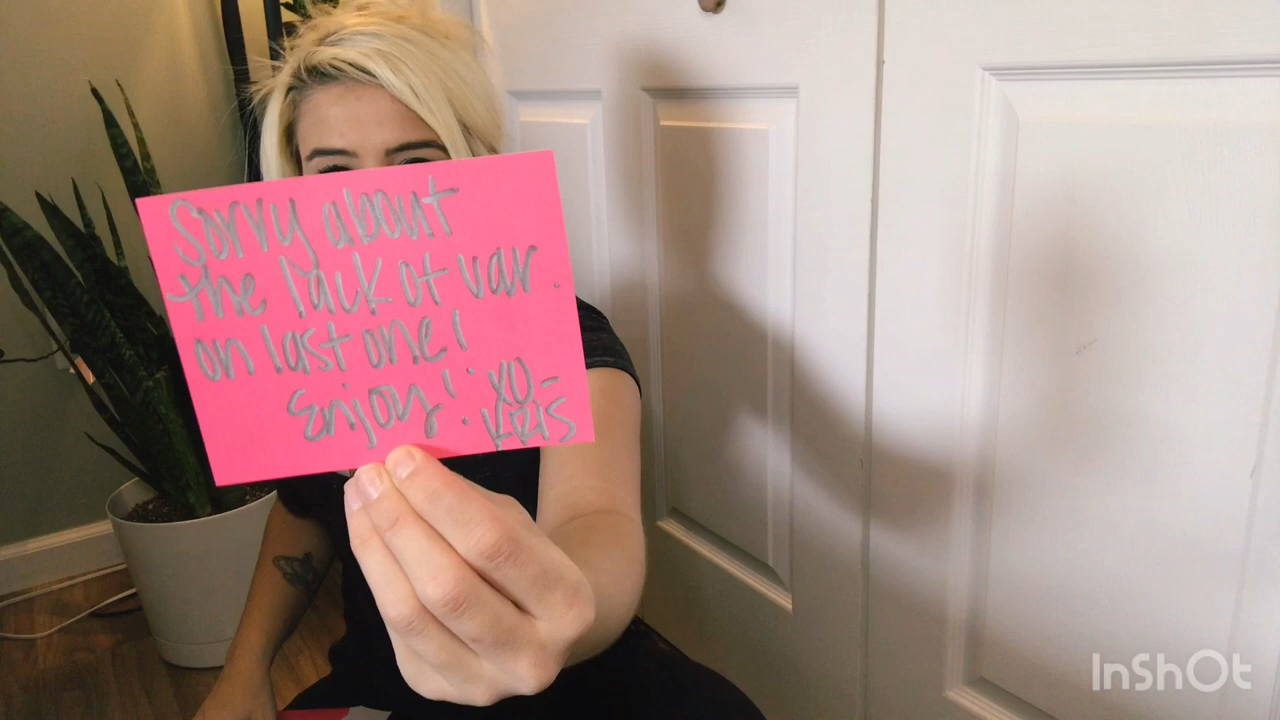 Sorry about
the lack of var.
on last one!
Enjoy! XO-
KRIS
InShOt